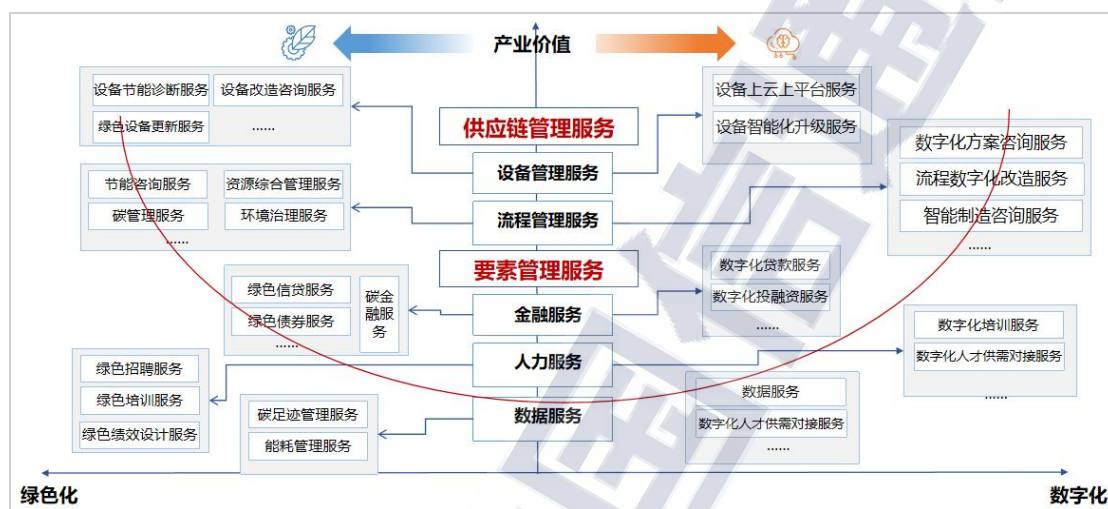 产业价值
设备节能诊断服务
设备改造咨询服务
绿色设备更新服务
......
供应链管理服务
设备管理服务
流程管理服务
设备上云上平台服务
设备智能化升级服务
节能咨询服务
资源综合管理服务
碳管理服务
环境治理服务
......
数字化方案咨询服务
流程数字化改造服务
智能制造咨询服务
......
要素管理服务
金融服务
人力服务
数据服务
绿色信贷服务
绿色债券服务
......
碳金融服务
数字化贷款服务
数字化投融资服务
......
绿色招聘服务
绿色培训服务
绿色绩效设计服务
数字化培训服务
数字化人才供需对接服务
......
碳足迹管理服务
能耗管理服务
数据服务
数字化人才供需对接服务
......
绿色化
数字化